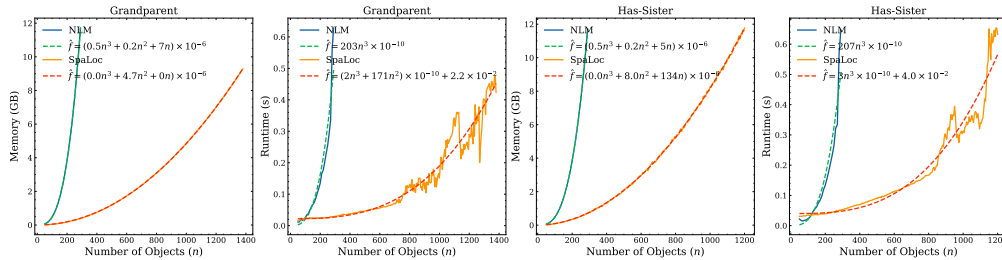 Grandparent
NLM
f̂ = (0.5n³ + 0.2n² + 7n) × 10⁻⁶
SpaLoc
f̂ = (0.0n³ + 4.7n² + 0n) × 10⁻⁶
Memory (GB)
0
2
4
6
8
10
12
0 200 400 600 800 1000 1200 1400
Number of Objects (n)
Grandparent
NLM
f̂ = 203n³ × 10⁻¹⁰
SpaLoc
f̂ = (2n³ + 171n²) × 10⁻¹⁰ + 2.2 × 10⁻²
Runtime (s)
0.0
0.1
0.2
0.3
0.4
0.5
0.6
0 200 400 600 800 1000 1200 1400
Number of Objects (n)
Has-Sister
NLM
f̂ = (0.5n³ + 0.2n² + 5n) × 10⁻⁶
SpaLoc
f̂ = (0.0n³ + 8.0n² + 134n) × 10⁻⁶
Memory (GB)
0
2
4
6
8
10
12
0 200 400 600 800 1000 1200
Number of Objects (n)
Has-Sister
NLM
f̂ = 207n³ × 10⁻¹⁰
SpaLoc
f̂ = 3n³ × 10⁻¹⁰ + 4.0 × 10⁻²
Runtime (s)
0.0
0.1
0.2
0.3
0.4
0.5
0.6
0 200 400 600 800 1000 1200
Number of Objects (n)